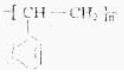 [ CH — CH₂ ]n